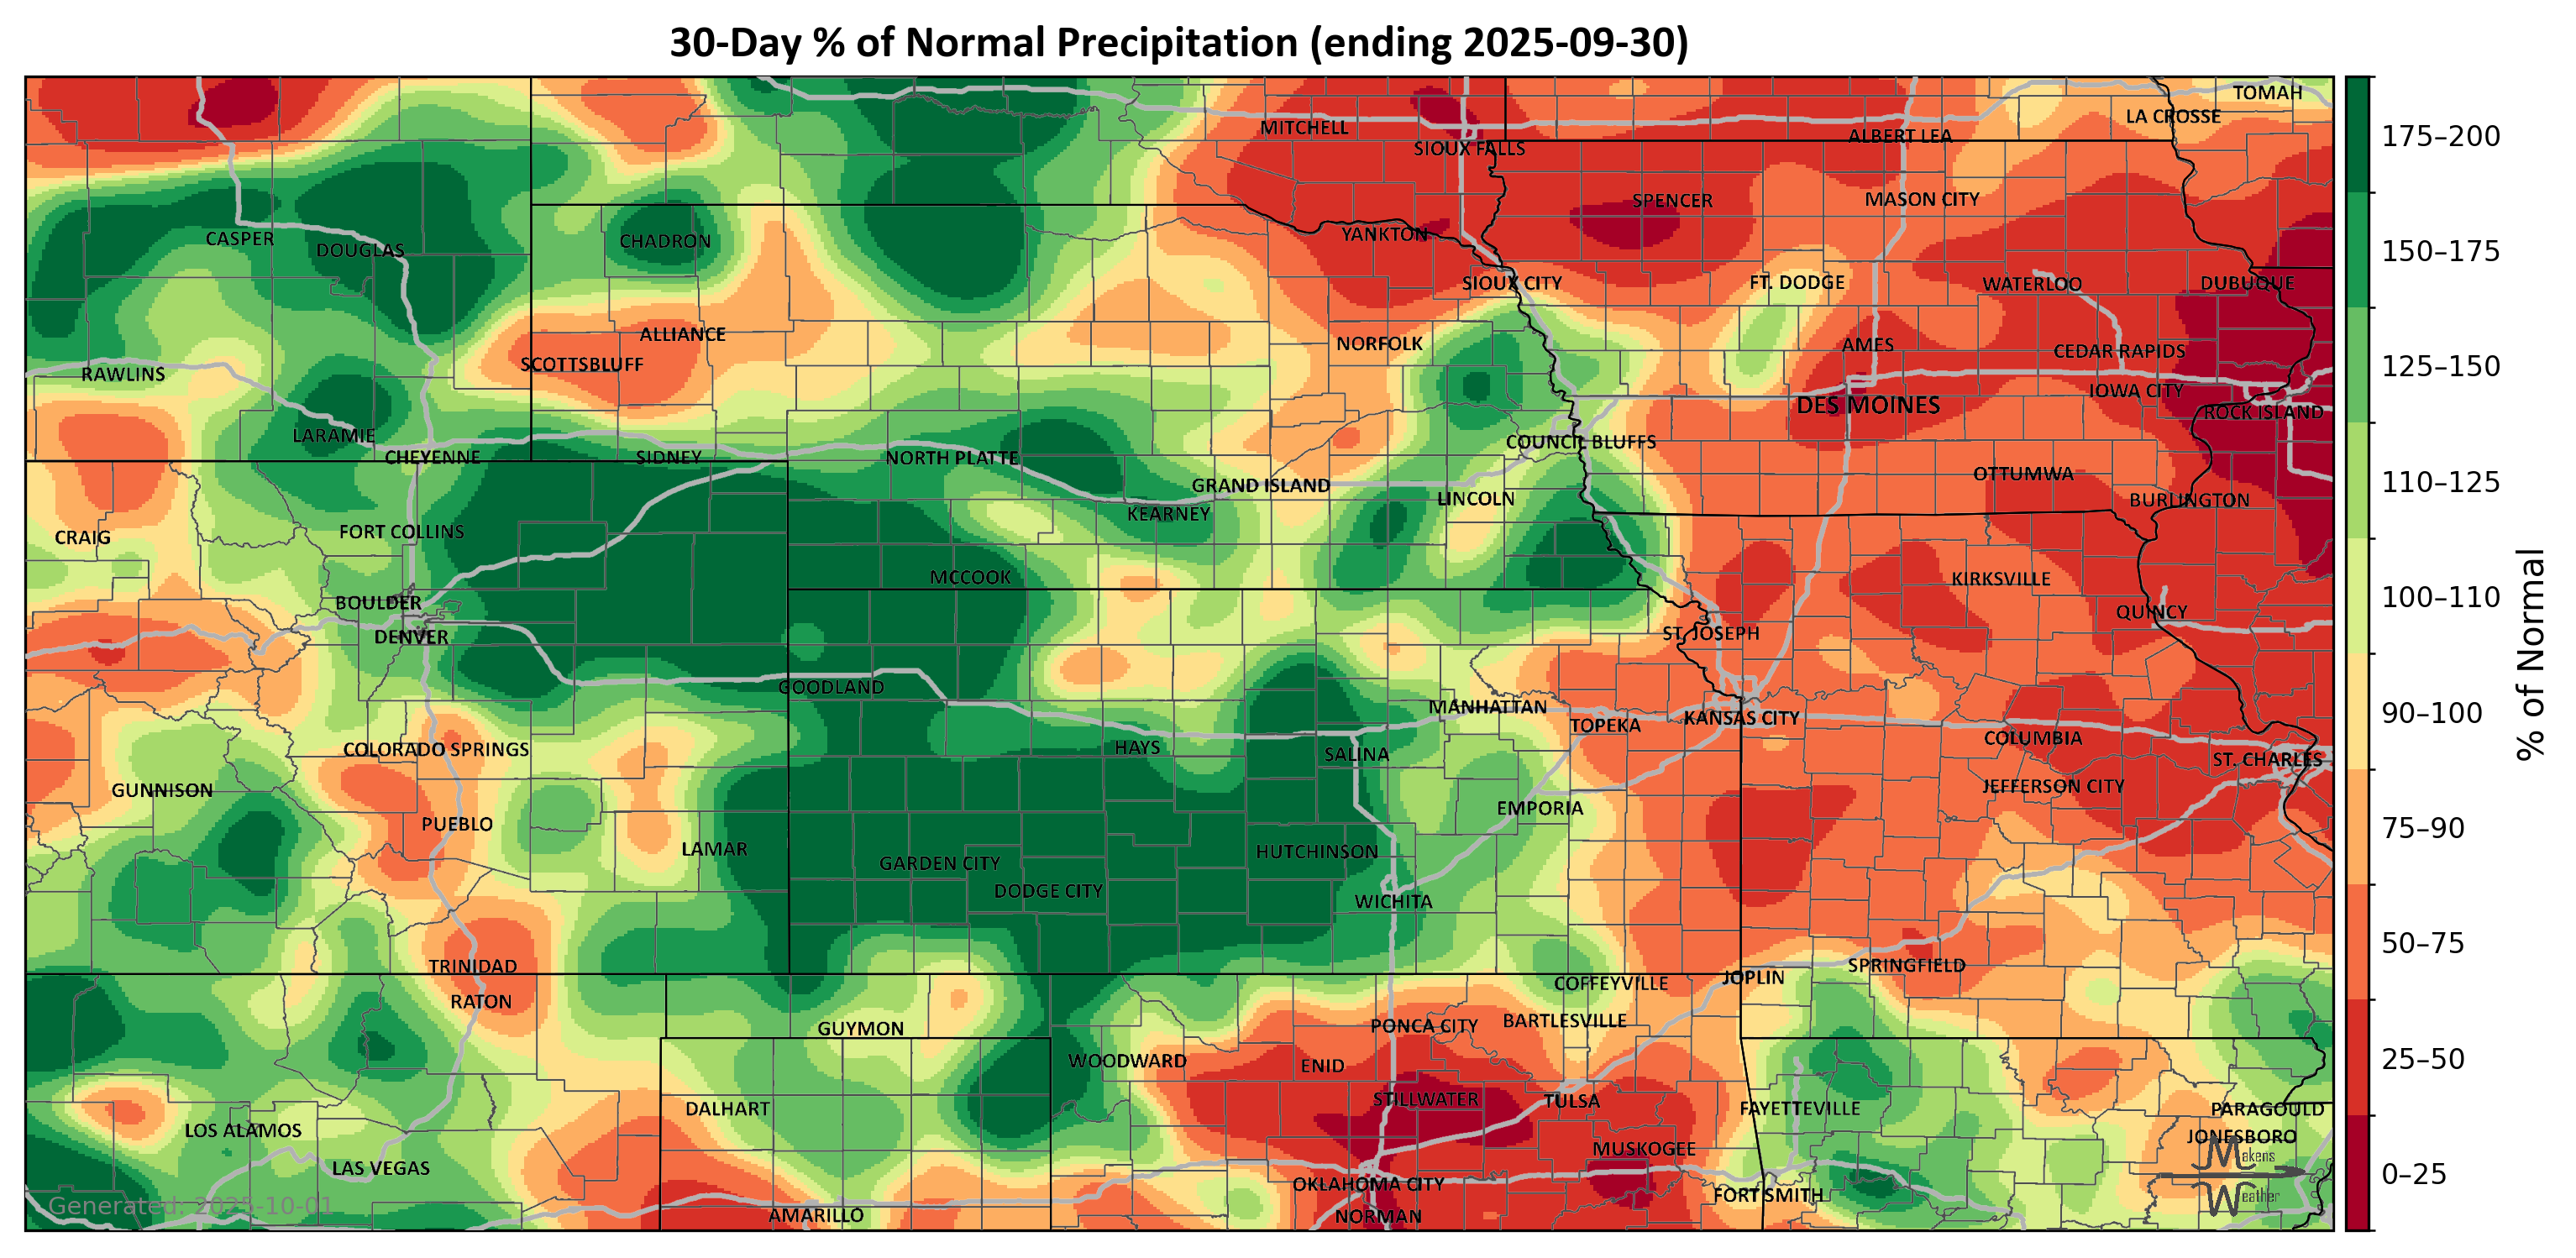 30-Day % of Normal Precipitation (ending 2025-09-30)
TOMAH
LA CROSSE
MITCHELL
ALBERT LEA
SIOUX FALLS
SPENCER
MASON CITY
YANKTON
CASPER
DOUGLAS
CHADRON
SIOUX CITY
FT. DODGE
WATERLOO
DUBUQUE
ALLIANCE
NORFOLK
AMES
CEDAR RAPIDS
SCOTTSBLUFF
RAWLINS
IOWA CITY
DES MOINES
ROCK ISLAND
LARAMIE
COUNCIL BLUFFS
CHEYENNE
SIDNEY
NORTH PLATTE
OTTUMWA
GRAND ISLAND
LINCOLN
BURLINGTON
KEARNEY
CRAIG
FORT COLLINS
MCCOOK
KIRKSVILLE
BOULDER
QUINCY
DENVER
ST. JOSEPH
GOODLAND
MANHATTAN
TOPEKA
KANSAS CITY
COLORADO SPRINGS
HAYS
SALINA
COLUMBIA
ST. CHARLES
GUNNISON
JEFFERSON CITY
EMPORIA
PUEBLO
LAMAR
GARDEN CITY
HUTCHINSON
DODGE CITY
WICHITA
TRINIDAD
SPRINGFIELD
JOPLIN
COFFEYVILLE
RATON
GUYMON
PONCA CITY
BARTLESVILLE
WOODWARD
ENID
STILLWATER
TULSA
DALHART
FAYETTEVILLE
PARAGOULD
LOS ALAMOS
JONESBORO
MUSKOGEE
LAS VEGAS
OKLAHOMA CITY
FORT SMITH
AMARILLO
NORMAN
Generated: 2025-10-01
Makens
Weather
175–200
150–175
125–150
110–125
100–110
90–100
75–90
50–75
25–50
0–25
% of Normal